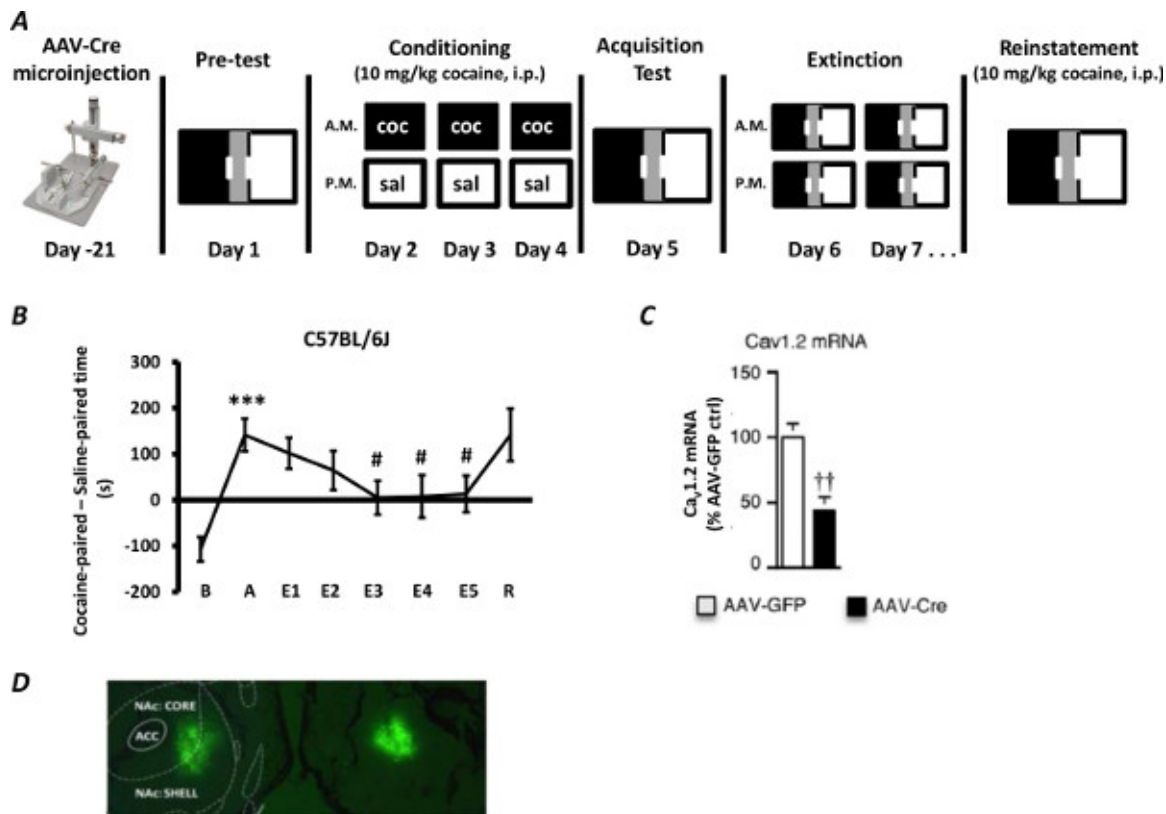 A
AAV-Cre
microinjection
Pre-test
Conditioning
(10 mg/kg cocaine, i.p.)
Acquisition
Test
Extinction
Reinstatement
(10 mg/kg cocaine, i.p.)
A.M.
coc
coc
coc
A.M.
P.M.
sal
sal
sal
P.M.
Day -21
Day 1
Day 2
Day 3
Day 4
Day 5
Day 6
Day 7 . . .
B
C57BL/6J
Cocaine-paired – Saline-paired time
(s)
300
200
100
0
-100
-200
***
#
#
#
B
A
E1
E2
E3
E4
E5
R
C
Cav1.2 mRNA
Cav1.2 mRNA
(% AAV-GFP ctrl)
150
100
50
0
††
AAV-GFP
AAV-Cre
D
NAc: CORE
ACC
NAc: SHELL